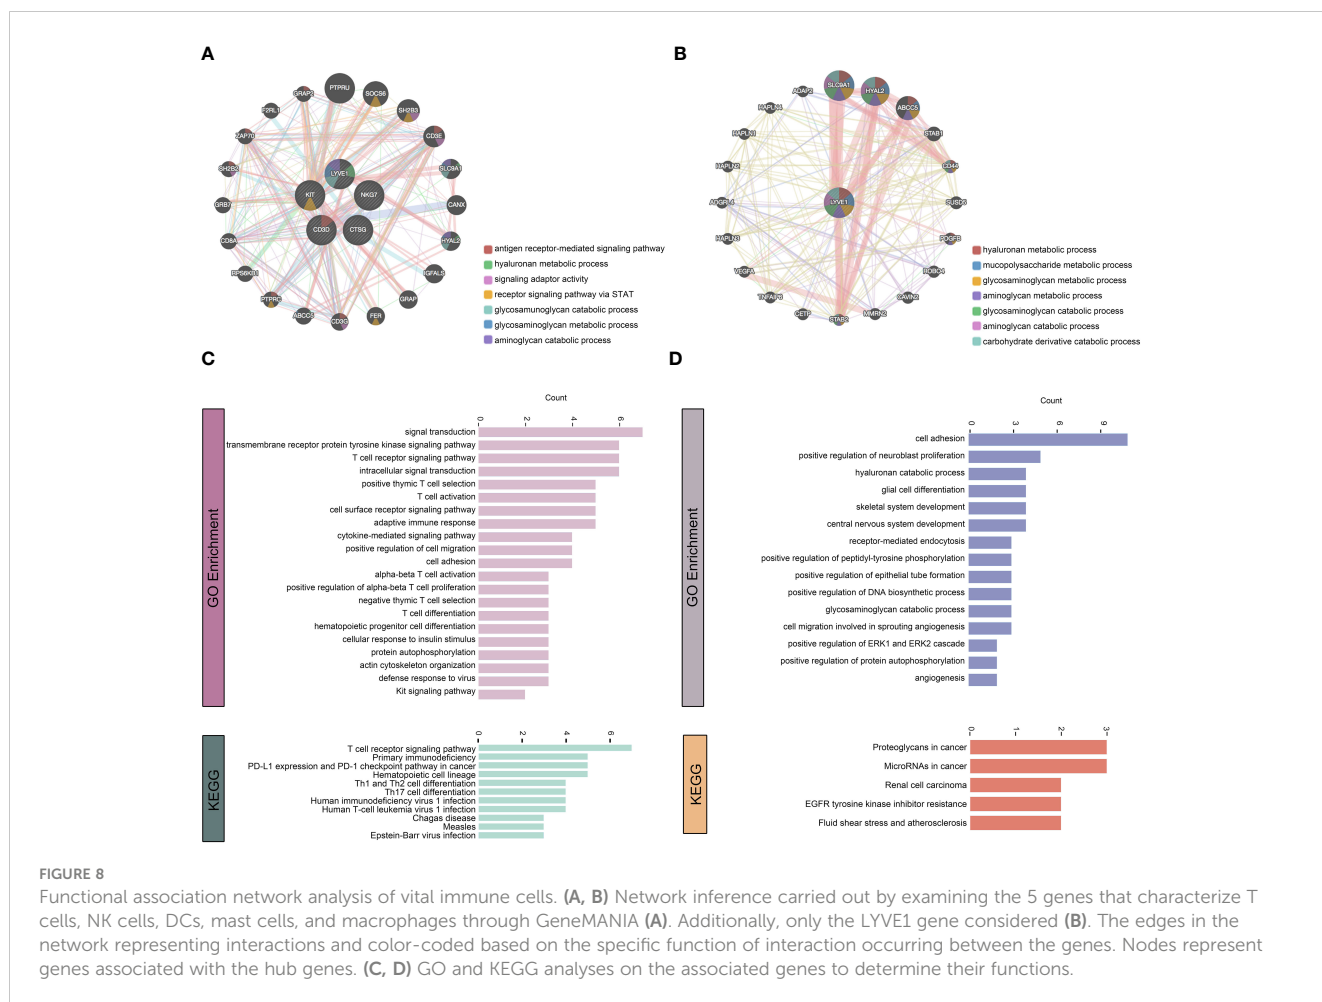 A
PTPRU
SOCS6
SH2B3
CD3E
SLC9A1
CANX
HYAL2
IGFALS
GRAP
FER
CD3G
ABCC5
PTPRC
RPS6KB1
CD8A
GRB7
SH2B2
ZAP70
F2RL1
GRAP2
LYVE1
KIT
NKG7
CD3D
CTSG
antigen receptor-mediated signaling pathway
hyaluronan metabolic process
signaling adaptor activity
receptor signaling pathway via STAT
glycosamunoglycan catabolic process
glycosaminoglycan metabolic process
aminoglycan catabolic process
B
SLC9A1
HYAL2
ABCC5
STAB1
CD44
SUSD5
PDGFB
ROBO4
CAVIN2
MMRN2
STAB2
CETP
TNFAIP6
VEGFA
HAPLN3
ADGRL4
HAPLN2
HAPLN1
HAPLN4
ADAP2
LYVE1
hyaluronan metabolic process
mucopolysaccharide metabolic process
glycosaminoglycan metabolic process
aminoglycan metabolic process
glycosaminoglycan catabolic process
aminoglycan catabolic process
carbohydrate derivative catabolic process
C
GO Enrichment
Count
0 2 4 6
signal transduction
transmembrane receptor protein tyrosine kinase signaling pathway
T cell receptor signaling pathway
intracellular signal transduction
positive thymic T cell selection
T cell activation
cell surface receptor signaling pathway
adaptive immune response
cytokine-mediated signaling pathway
positive regulation of cell migration
cell adhesion
alpha-beta T cell activation
positive regulation of alpha-beta T cell proliferation
negative thymic T cell selection
T cell differentiation
hematopoietic progenitor cell differentiation
cellular response to insulin stimulus
protein autophosphorylation
actin cytoskeleton organization
defense response to virus
Kit signaling pathway
KEGG
0 2 4 6
T cell receptor signaling pathway
Primary immunodeficiency
PD-L1 expression and PD-1 checkpoint pathway in cancer
Hematopoietic cell lineage
Th1 and Th2 cell differentiation
Th17 cell differentiation
Human immunodeficiency virus 1 infection
Human T-cell leukemia virus 1 infection
Chagas disease
Measles
Epstein-Barr virus infection
D
GO Enrichment
Count
0 3 6 9
cell adhesion
positive regulation of neuroblast proliferation
hyaluronan catabolic process
glial cell differentiation
skeletal system development
central nervous system development
receptor-mediated endocytosis
positive regulation of peptidyl-tyrosine phosphorylation
positive regulation of epithelial tube formation
positive regulation of DNA biosynthetic process
glycosaminoglycan catabolic process
cell migration involved in sprouting angiogenesis
positive regulation of ERK1 and ERK2 cascade
positive regulation of protein autophosphorylation
angiogenesis
KEGG
0 1 2 3
Proteoglycans in cancer
MicroRNAs in cancer
Renal cell carcinoma
EGFR tyrosine kinase inhibitor resistance
Fluid shear stress and atherosclerosis
FIGURE 8
Functional association network analysis of vital immune cells. (A, B) Network inference carried out by examining the 5 genes that characterize T
cells, NK cells, DCs, mast cells, and macrophages through GeneMANIA (A). Additionally, only the LYVE1 gene considered (B). The edges in the
network representing interactions and color-coded based on the specific function of interaction occurring between the genes. Nodes represent
genes associated with the hub genes. (C, D) GO and KEGG analyses on the associated genes to determine their functions.